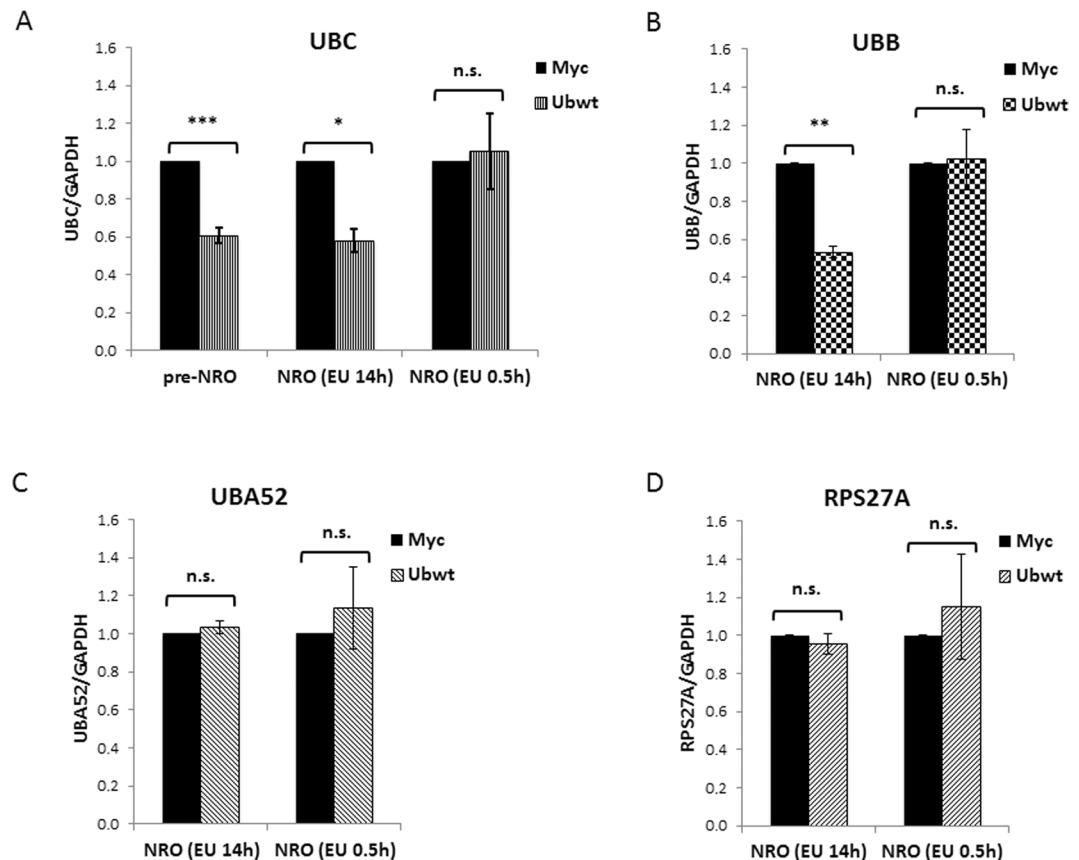 A
UBC
UBC/GAPDH
1.6
1.4
1.2
1.0
0.8
0.6
0.4
0.2
0.0
***
*
n.s.
Myc
Ubwt
pre-NRO
NRO (EU 14h)
NRO (EU 0.5h)
B
UBB
UBB/GAPDH
1.6
1.4
1.2
1.0
0.8
0.6
0.4
0.2
0.0
**
n.s.
Myc
Ubwt
NRO (EU 14h)
NRO (EU 0.5h)
C
UBA52
UBA52/GAPDH
1.6
1.4
1.2
1.0
0.8
0.6
0.4
0.2
0.0
n.s.
n.s.
Myc
Ubwt
NRO (EU 14h)
NRO (EU 0.5h)
D
RPS27A
RPS27A/GAPDH
1.6
1.4
1.2
1.0
0.8
0.6
0.4
0.2
0.0
n.s.
n.s.
Myc
Ubwt
NRO (EU 14h)
NRO (EU 0.5h)